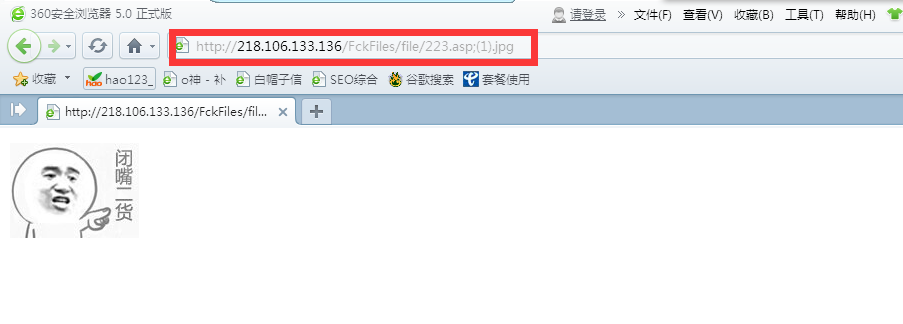 360安全浏览器 5.0 正式版 请登录 » 文件(F) 查看(V) 收藏(B) 工具(T) 帮助(H)
http://218.106.133.136/FckFiles/file/223.asp;(1).jpg
收藏 hao123_ o神 - 补 白帽子信 SEO综合 谷歌搜索 套餐使用
http://218.106.133.136/FckFiles/fil...
闭嘴二货